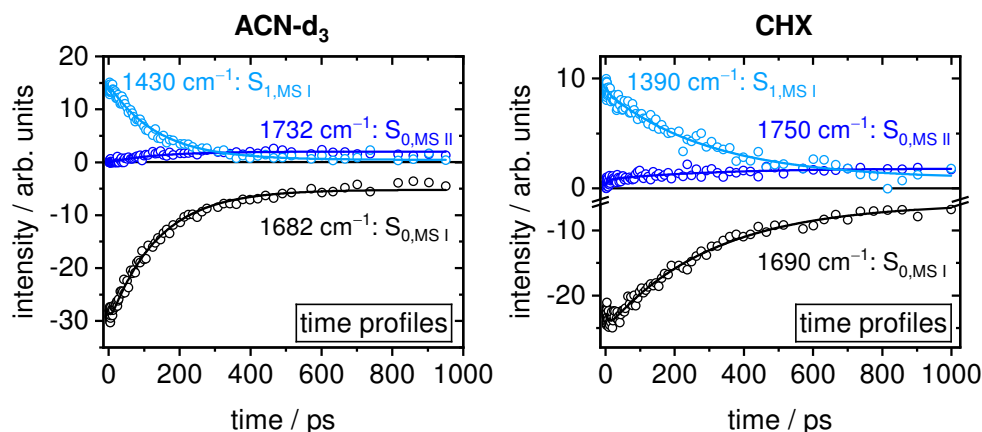 ACN-d₃
intensity / arb. units
20
10
0
-10
-20
-30
1430 cm⁻¹: S₁,MS I
1732 cm⁻¹: S₀,MS II
1682 cm⁻¹: S₀,MS I
time profiles
0 200 400 600 800 1000
time / ps
CHX
intensity / arb. units
10
0
-10
-20
1390 cm⁻¹: S₁,MS I
1750 cm⁻¹: S₀,MS II
1690 cm⁻¹: S₀,MS I
time profiles
0 200 400 600 800 1000
time / ps